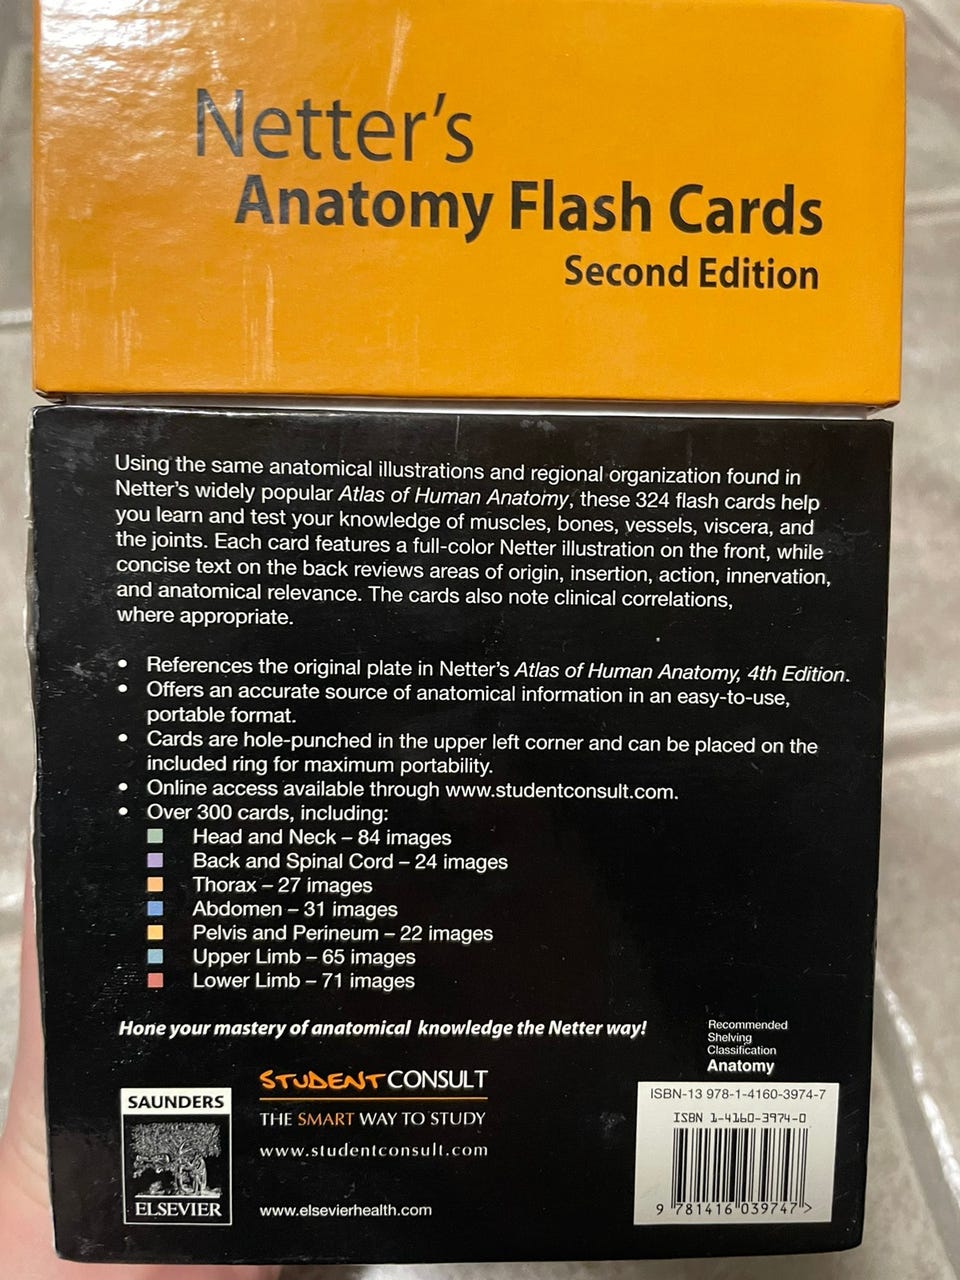 Netter's
Anatomy Flash Cards
Second Edition
Using the same anatomical illustrations and regional organization found in
Netter's widely popular Atlas of Human Anatomy, these 324 flash cards help
you learn and test your knowledge of muscles, bones, vessels, viscera, and
the joints. Each card features a full-color Netter illustration on the front, while
concise text on the back reviews areas of origin, insertion, action, innervation,
and anatomical relevance. The cards also note clinical correlations,
where appropriate.
• References the original plate in Netter's Atlas of Human Anatomy, 4th Edition.
• Offers an accurate source of anatomical information in an easy-to-use,
portable format.
• Cards are hole-punched in the upper left corner and can be placed on the
included ring for maximum portability.
• Online access available through www.studentconsult.com.
• Over 300 cards, including:
Head and Neck – 84 images
Back and Spinal Cord – 24 images
Thorax – 27 images
Abdomen – 31 images
Pelvis and Perineum – 22 images
Upper Limb – 65 images
Lower Limb – 71 images
Hone your mastery of anatomical knowledge the Netter way!
Recommended
Shelving
Classification
Anatomy
SAUNDERS
ELSEVIER
STUDENT CONSULT
THE SMART WAY TO STUDY
www.studentconsult.com
www.elsevierhealth.com
ISBN-13 978-1-4160-3974-7
ISBN 1-4160-3974-0
9 781416 039747 >